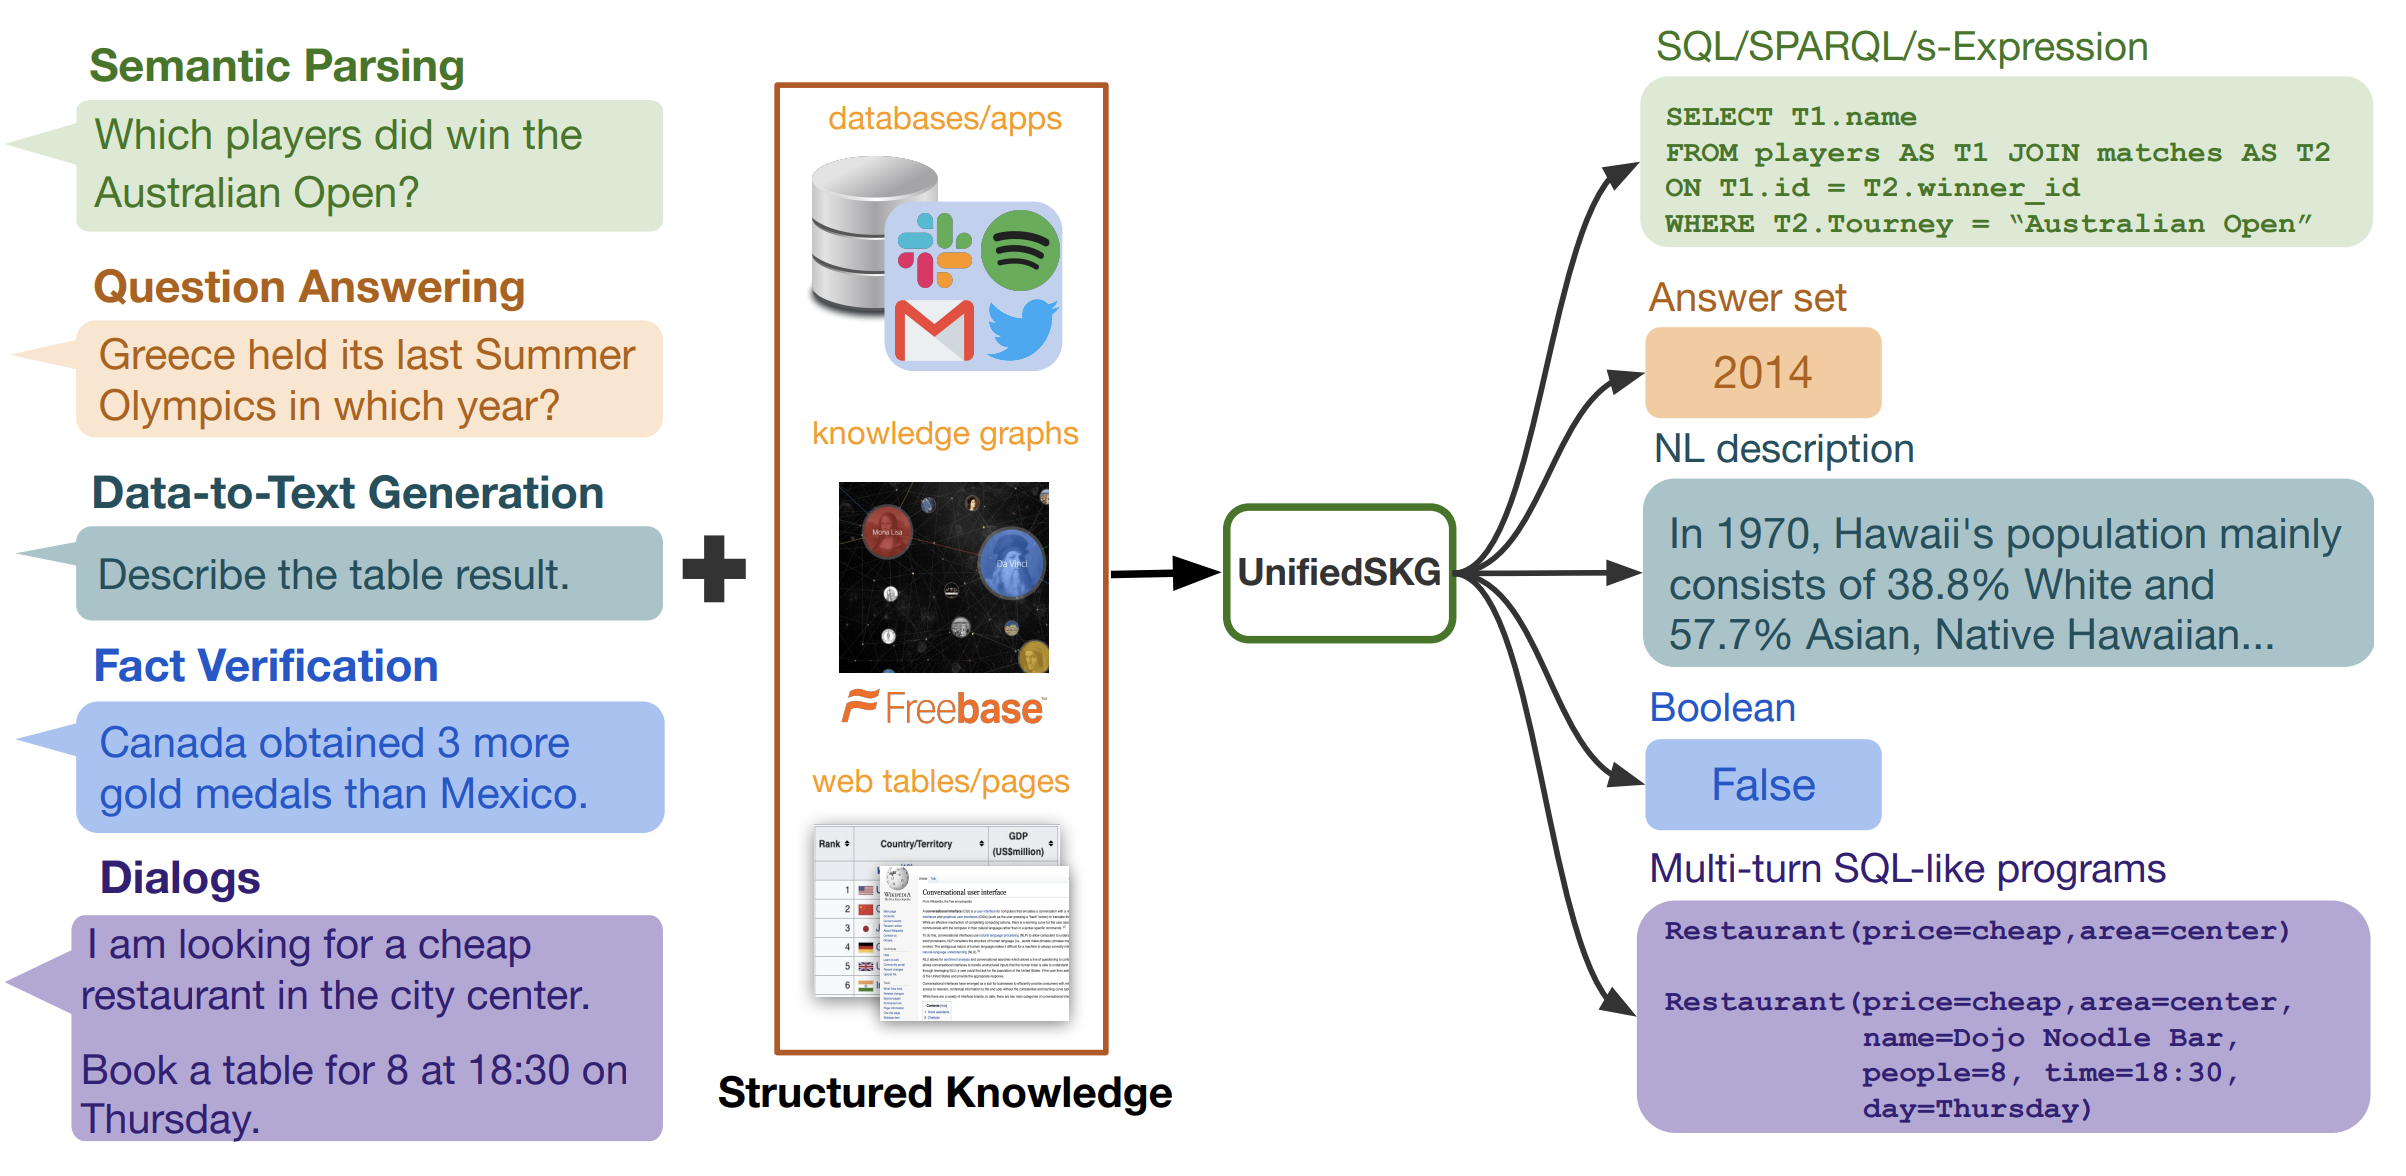 Semantic Parsing
Which players did win the
Australian Open?
Question Answering
Greece held its last Summer
Olympics in which year?
Data-to-Text Generation
Describe the table result.
Fact Verification
Canada obtained 3 more
gold medals than Mexico.
Dialogs
I am looking for a cheap
restaurant in the city center.
Book a table for 8 at 18:30 on
Thursday.
databases/apps
knowledge graphs
Mona Lisa
Da Vinci
Freebase
web tables/pages
Rank
Country/Territory
GDP
(US$million)
1
2
3
4
5
6
WIKIPEDIA
Conversational user interface
Structured Knowledge
UnifiedSKG
SQL/SPARQL/s-Expression
SELECT T1.name
FROM players AS T1 JOIN matches AS T2
ON T1.id = T2.winner_id
WHERE T2.Tourney = “Australian Open”
Answer set
2014
NL description
In 1970, Hawaii's population mainly
consists of 38.8% White and
57.7% Asian, Native Hawaiian...
Boolean
False
Multi-turn SQL-like programs
Restaurant(price=cheap,area=center)
Restaurant(price=cheap,area=center,
name=Dojo Noodle Bar,
people=8, time=18:30,
day=Thursday)